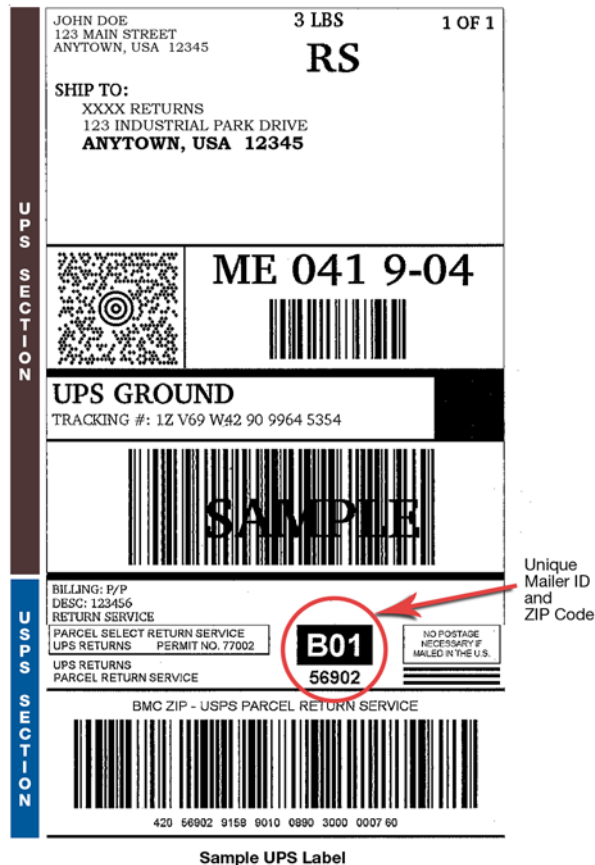 JOHN DOE
123 MAIN STREET
ANYTOWN, USA 12345
3 LBS
1 OF 1
RS
SHIP TO:
XXXX RETURNS
123 INDUSTRIAL PARK DRIVE
ANYTOWN, USA 12345
UPS SECTION
ME 041 9-04
UPS GROUND
TRACKING #: 1Z V69 W42 90 9964 5354
SAMPLE
BILLING: P/P
DESC: 123456
RETURN SERVICE
PARCEL SELECT RETURN SERVICE
UPS RETURNS PERMIT NO. 77002
UPS RETURNS
PARCEL RETURN SERVICE
B01
56902
NO POSTAGE
NECESSARY IF
MAILED IN THE U.S.
Unique
Mailer ID
and
ZIP Code
USPS SECTION
BMC ZIP - USPS PARCEL RETURN SERVICE
420 56902 9158 9010 0890 3000 0007 60
Sample UPS Label